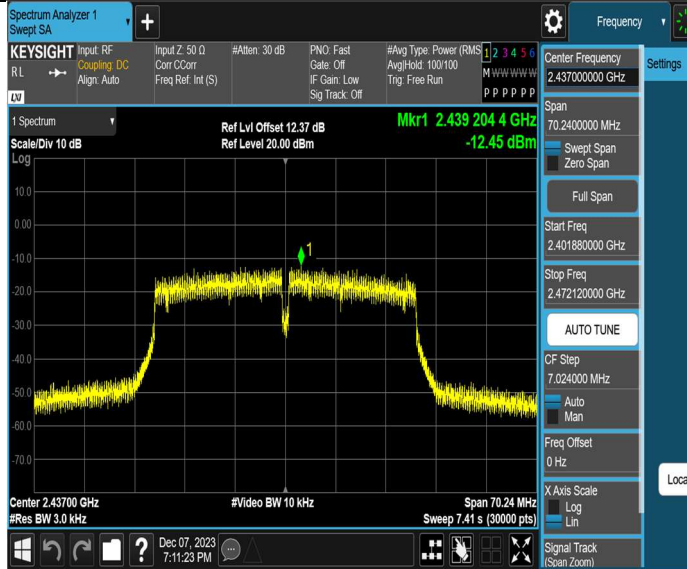 Spectrum Analyzer 1
Swept SA
+
Frequency
KEYSIGHT
RL
LXI
Input: RF
Coupling: DC
Align: Auto
Input Z: 50 Ω
Corr CCorr
Freq Ref: Int (S)
#Atten: 30 dB
PNO: Fast
Gate: Off
IF Gain: Low
Sig Track: Off
#Avg Type: Power (RMS
Avg|Hold: 100/100
Trig: Free Run
1 2 3 4 5 6
M W W W W W
P P P P P P
1 Spectrum
Scale/Div 10 dB
Log
Ref Lvl Offset 12.37 dB
Ref Level 20.00 dBm
Mkr1 2.439 204 4 GHz
-12.45 dBm
1
10.0
0.00
-10.0
-20.0
-30.0
-40.0
-50.0
-60.0
-70.0
Center 2.43700 GHz
#Res BW 3.0 kHz
#Video BW 10 kHz
Span 70.24 MHz
Sweep 7.41 s (30000 pts)
?
Dec 07, 2023
7:11:23 PM
Center Frequency
2.437000000 GHz
Settings
Span
70.2400000 MHz
Swept Span
Zero Span
Full Span
Start Freq
2.401880000 GHz
Stop Freq
2.472120000 GHz
AUTO TUNE
CF Step
7.024000 MHz
Auto
Man
Freq Offset
0 Hz
X Axis Scale
Log
Lin
Loca
Signal Track
(Span Zoom)